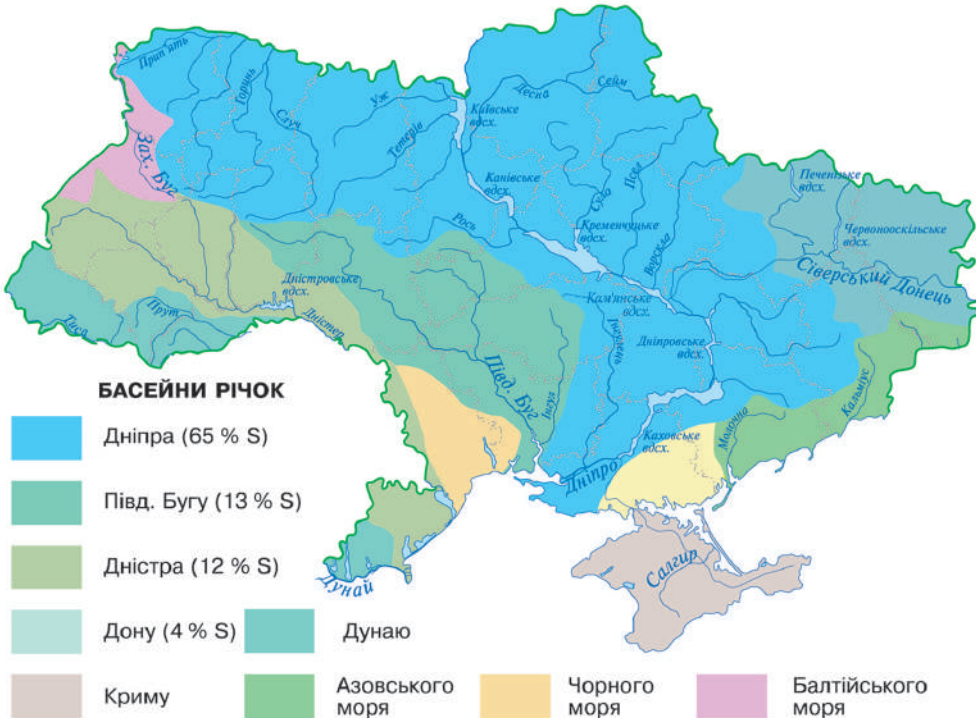 Прип'ять
Горинь
Случ
Уж
Тетерів
Десна
Сейм
Київське
вдсх.
Зах. Буг
Канівське
вдсх.
Сула
Псел
Ворскла
Печенізьке
вдсх.
Червонооскільське
вдсх.
Рось
Кременчуцьке
вдсх.
Сіверський Донець
Дністровське
вдсх.
Кам'янське
вдсх.
Тиса
Прут
Дністер
Інгулець
Дніпровське
вдсх.
Півд. Буг
Інгул
Кальміус
Молочна
Каховське
вдсх.
Дніпро
Дунай
Салгир
БАСЕЙНИ РІЧОК
Дніпра (65 % S)
Півд. Бугу (13 % S)
Дністра (12 % S)
Дону (4 % S)
Дунаю
Криму
Азовського
моря
Чорного
моря
Балтійського
моря